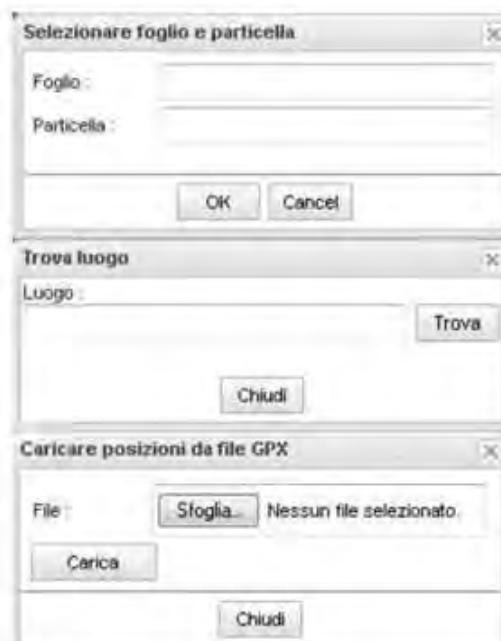 Selezionare foglio e particella
Foglio :
Particella :
OK Cancel
Trova luogo
Luogo :
Trova
Chiudi
Caricare posizioni da file GPX
File : Sfoglia... Nessun file selezionato.
Carica
Chiudi